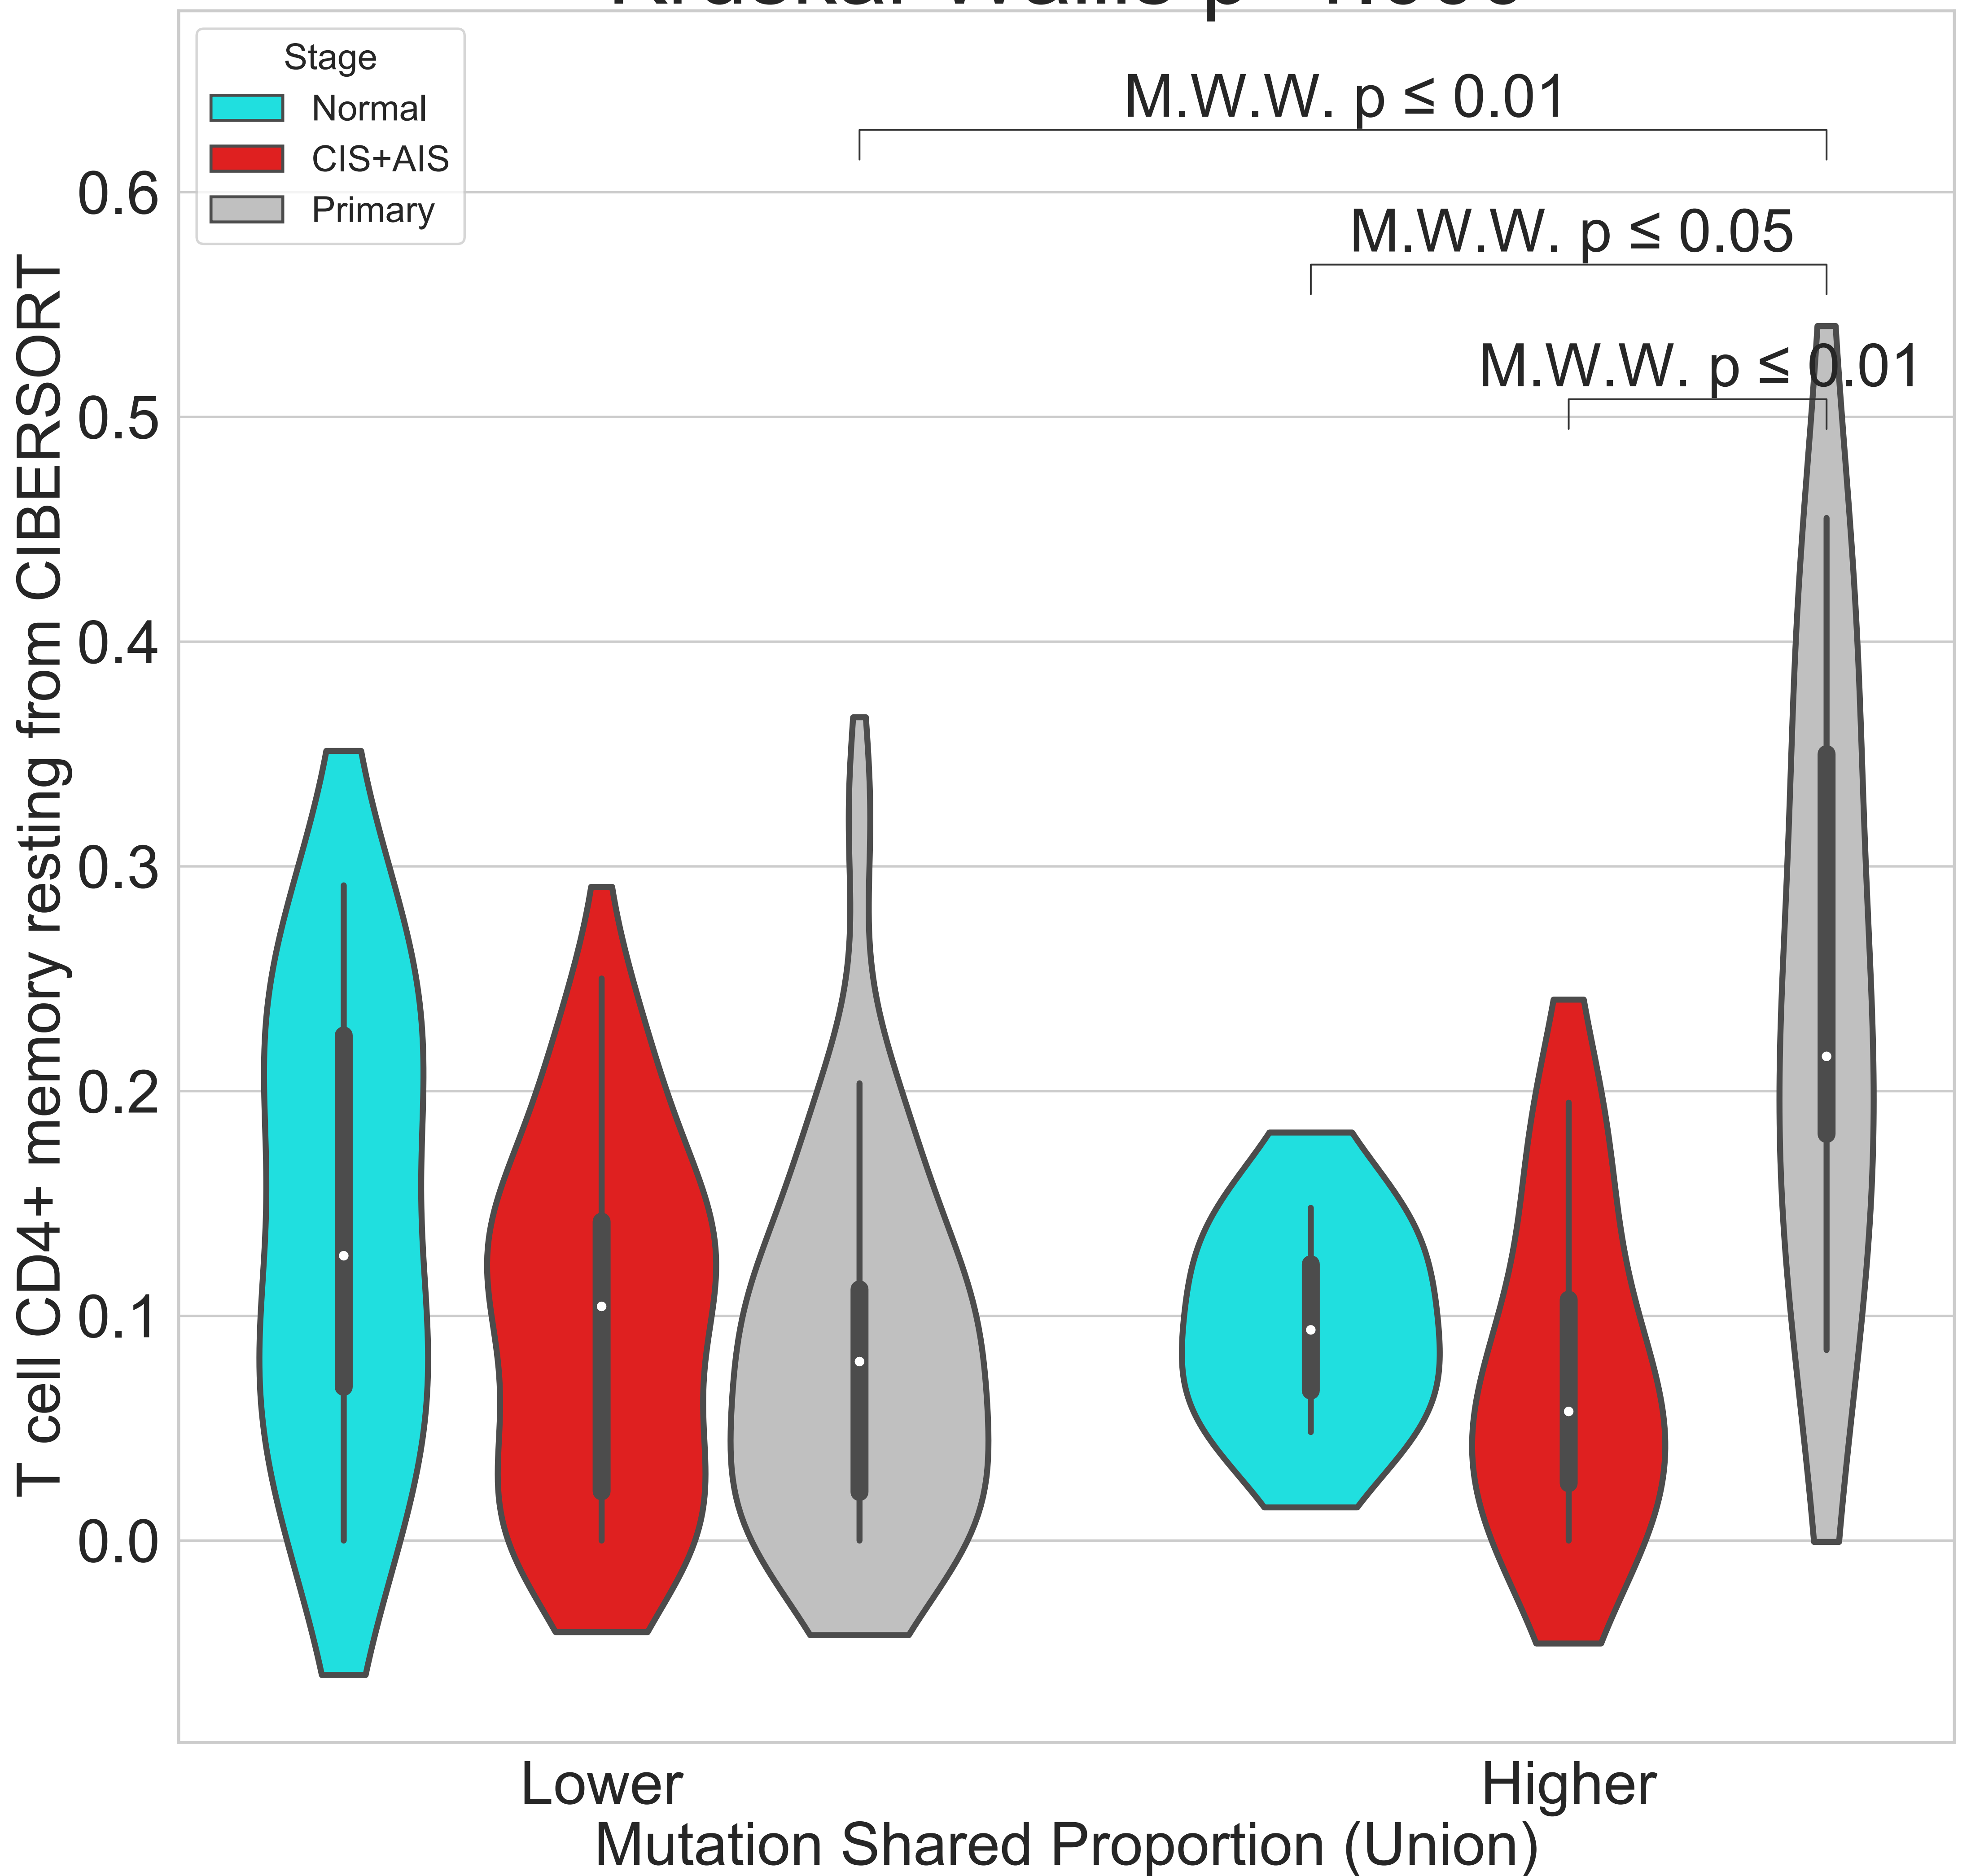 Stage
Normal
CIS+AIS
Primary
M.W.W. p ≤ 0.01
M.W.W. p ≤ 0.05
M.W.W. p ≤ 0.01
T cell CD4+ memory resting from CIBERSORT
0.6
0.5
0.4
0.3
0.2
0.1
0.0
Lower
Higher
Mutation Shared Proportion (Union)